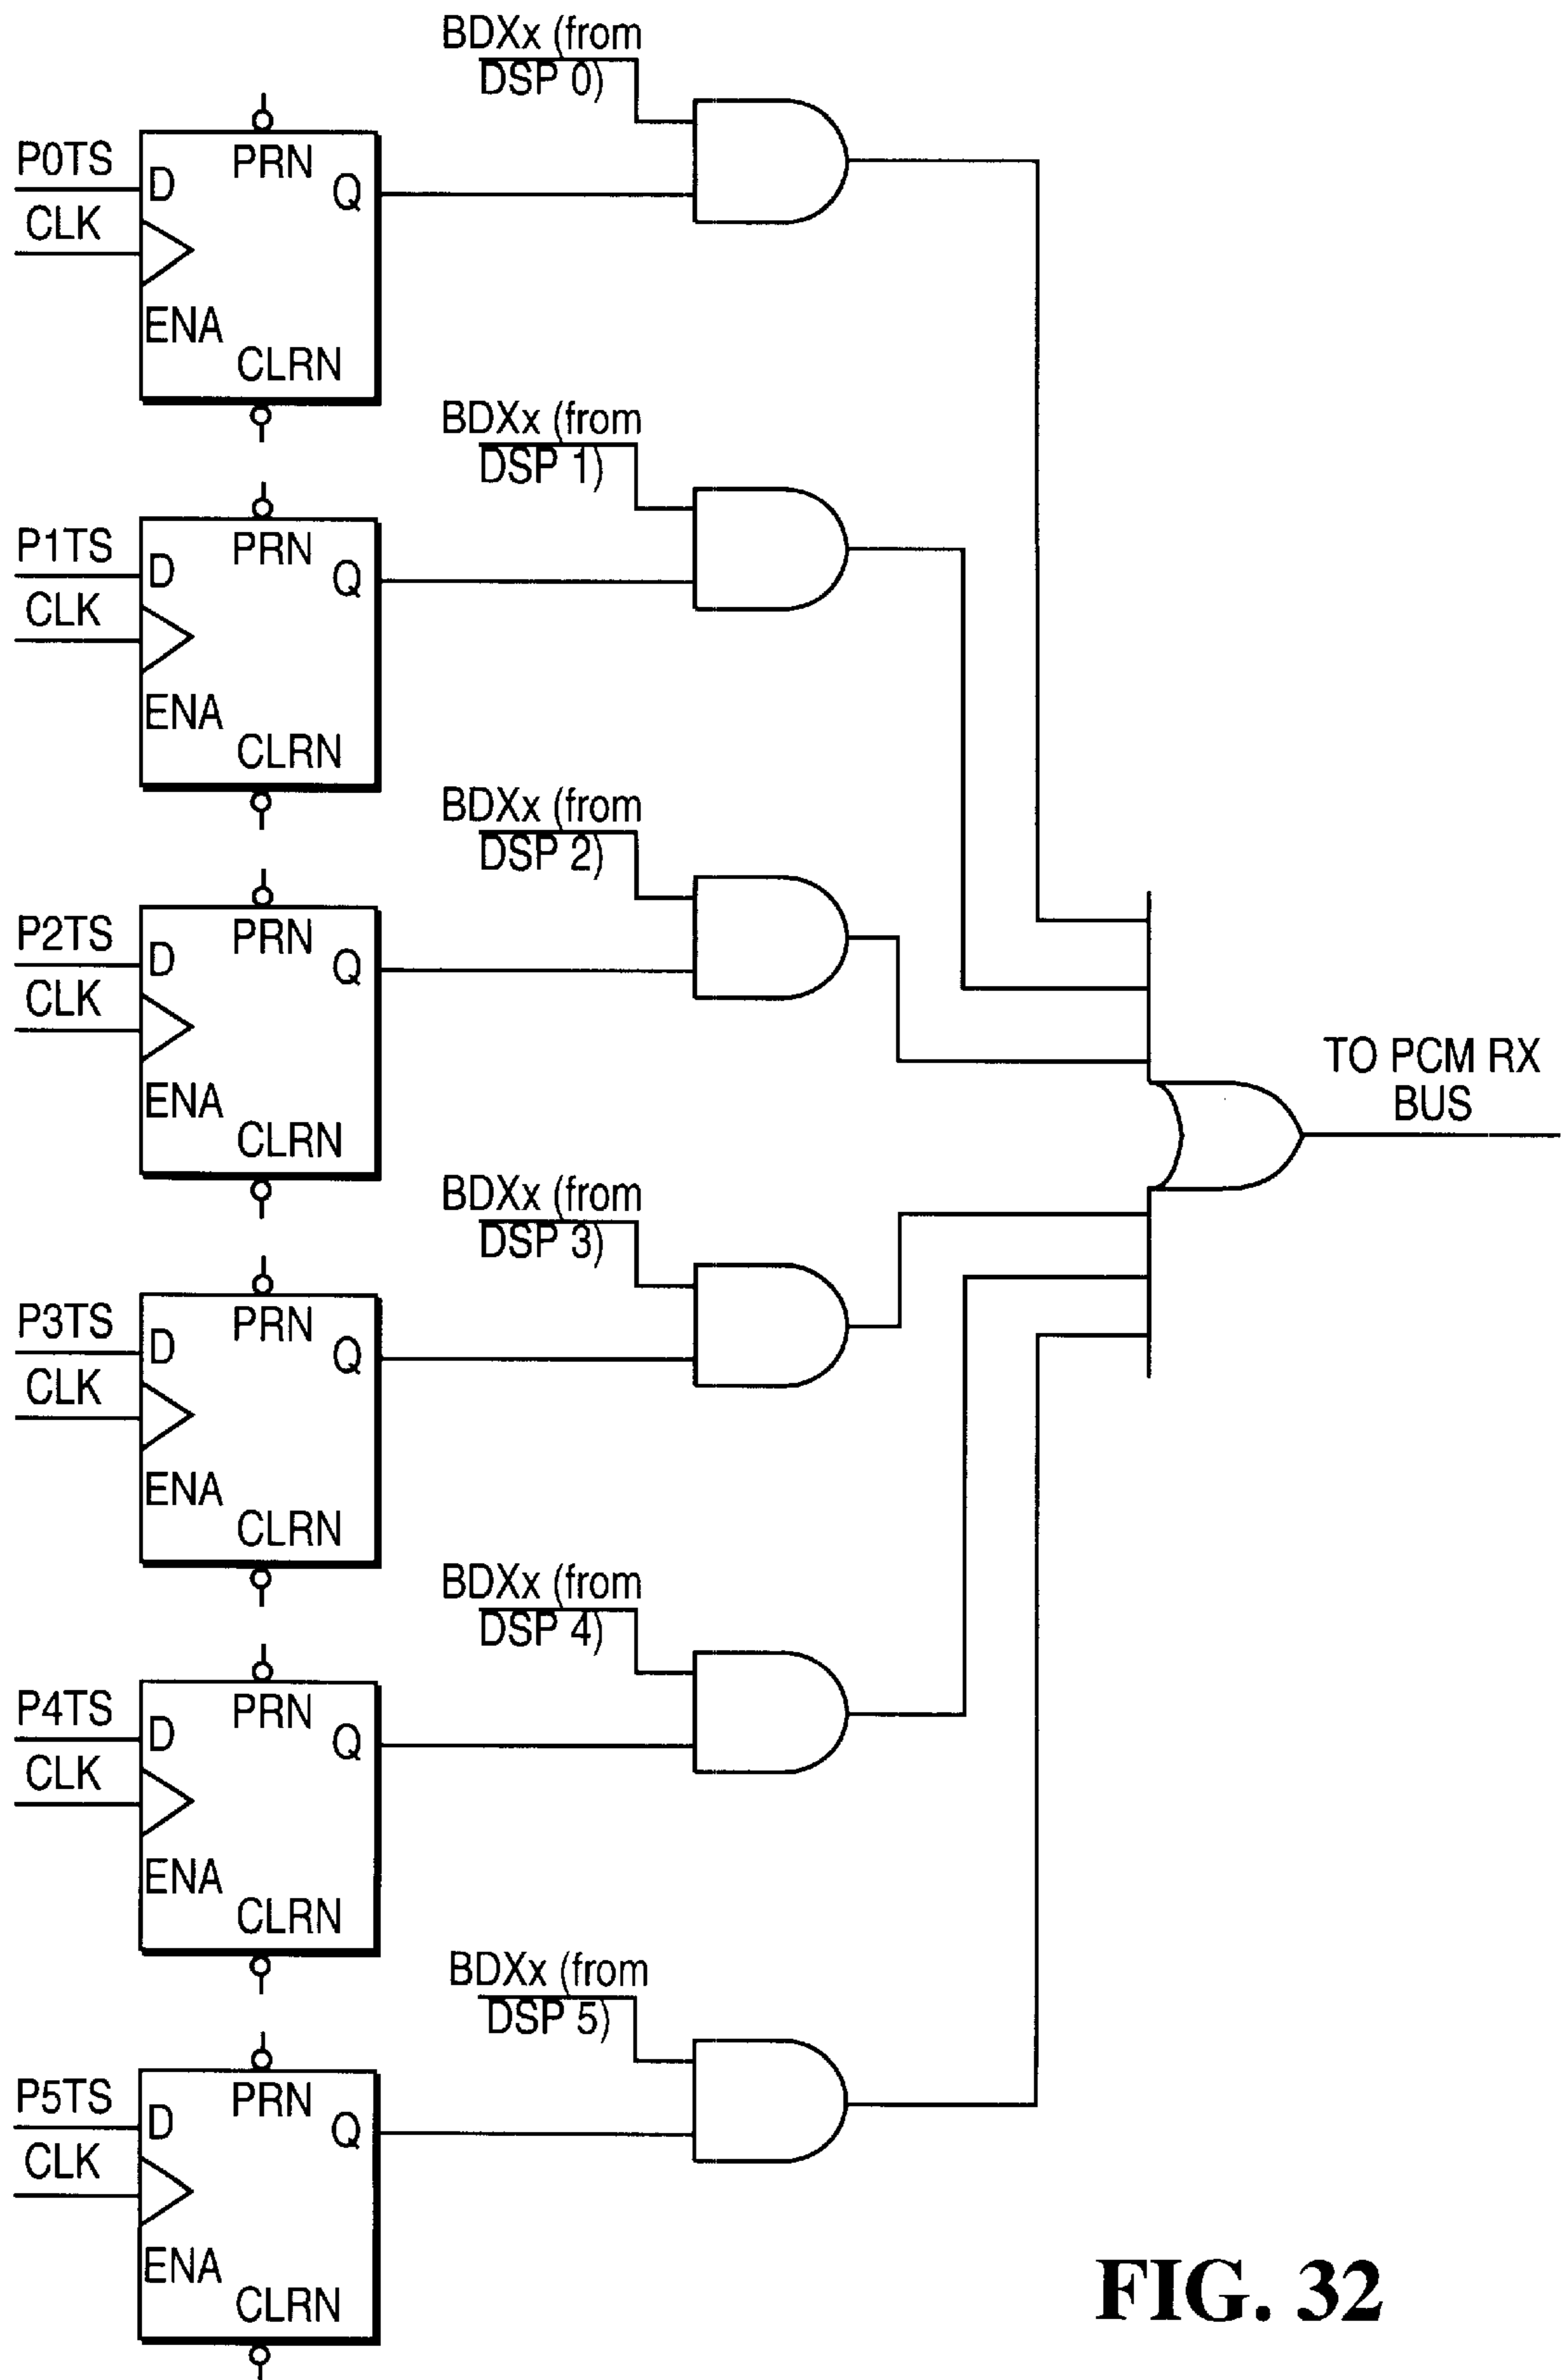 BDXx (from
DSP 0)
P0TS
CLK
D
PRN
Q
ENA
CLRN
BDXx (from
DSP 1)
P1TS
CLK
D
PRN
Q
ENA
CLRN
BDXx (from
DSP 2)
P2TS
CLK
D
PRN
Q
ENA
CLRN
TO PCM RX
BUS
BDXx (from
DSP 3)
P3TS
CLK
D
PRN
Q
ENA
CLRN
BDXx (from
DSP 4)
P4TS
CLK
D
PRN
Q
ENA
CLRN
BDXx (from
DSP 5)
P5TS
CLK
D
PRN
Q
ENA
CLRN
FIG. 32